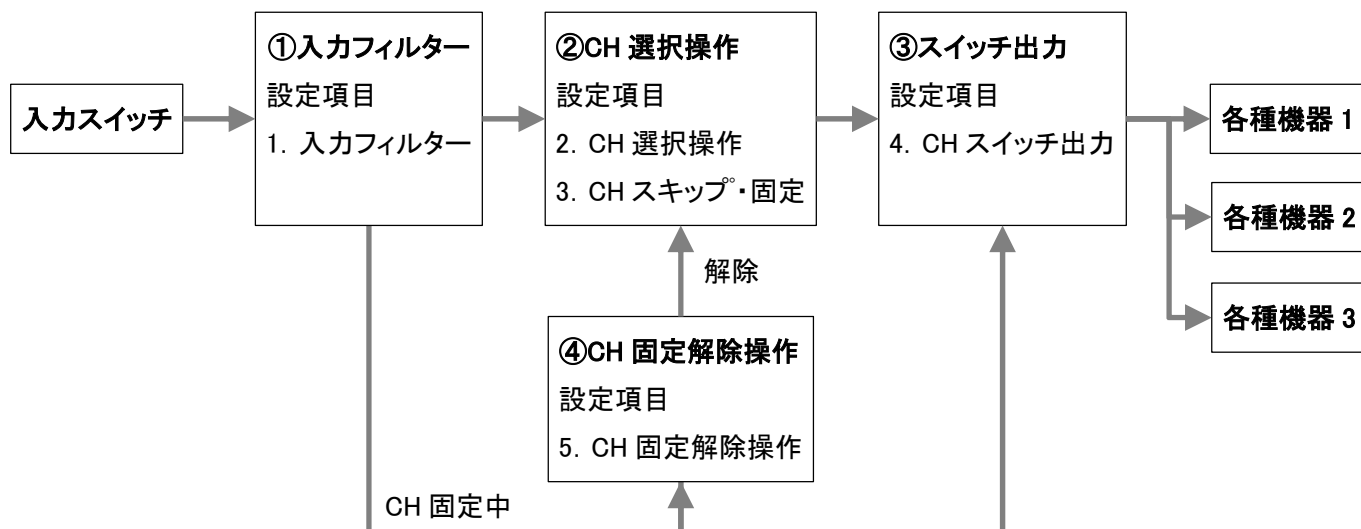 入力スイッチ
①入力フィルター
設定項目
1. 入力フィルター
②CH 選択操作
設定項目
2. CH 選択操作
3. CH スキップ・固定
③スイッチ出力
設定項目
4. CH スイッチ出力
各種機器 1
各種機器 2
各種機器 3
解除
④CH 固定解除操作
設定項目
5. CH 固定解除操作
CH 固定中